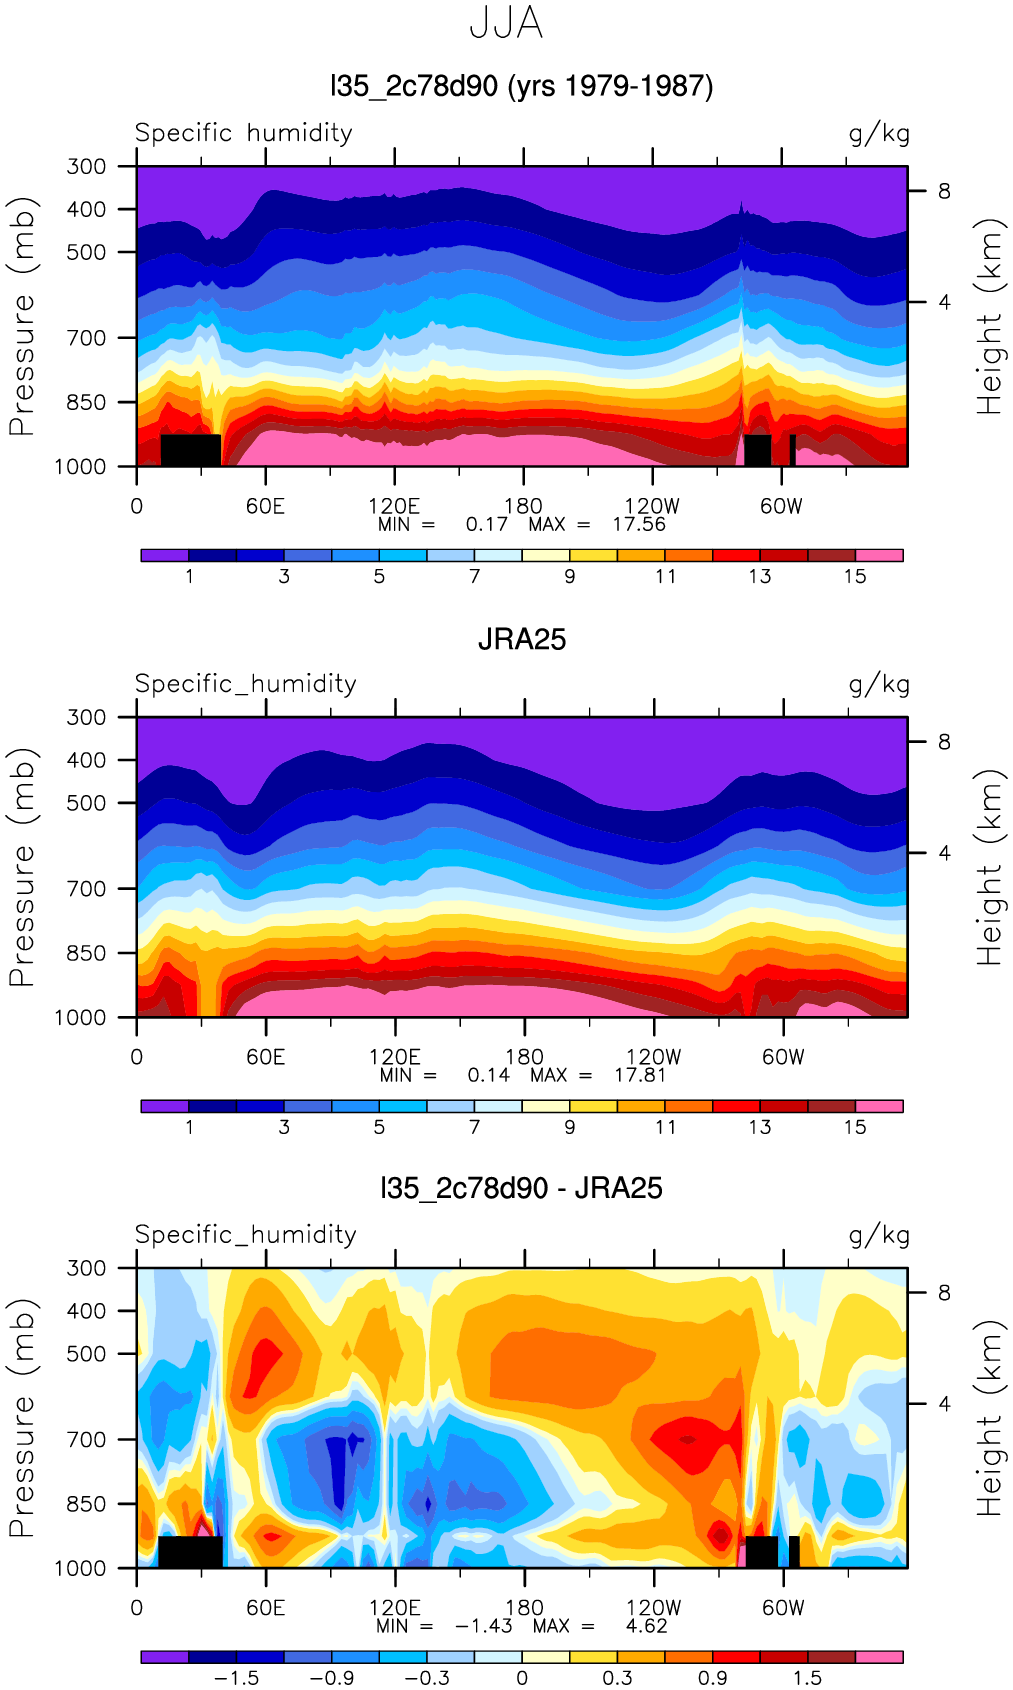 JJA
l35_2c78d90 (yrs 1979-1987)
Specific humidity g/kg
300
400
500
700
850
1000
Pressure (mb)
8
4
Height (km)
0 60E 120E 180 120W 60W
MIN = 0.17 MAX = 17.56
1 3 5 7 9 11 13 15
JRA25
Specific_humidity g/kg
300
400
500
700
850
1000
Pressure (mb)
8
4
Height (km)
0 60E 120E 180 120W 60W
MIN = 0.14 MAX = 17.81
1 3 5 7 9 11 13 15
l35_2c78d90 - JRA25
Specific_humidity g/kg
300
400
500
700
850
1000
Pressure (mb)
8
4
Height (km)
0 60E 120E 180 120W 60W
MIN = -1.43 MAX = 4.62
-1.5 -0.9 -0.3 0 0.3 0.9 1.5